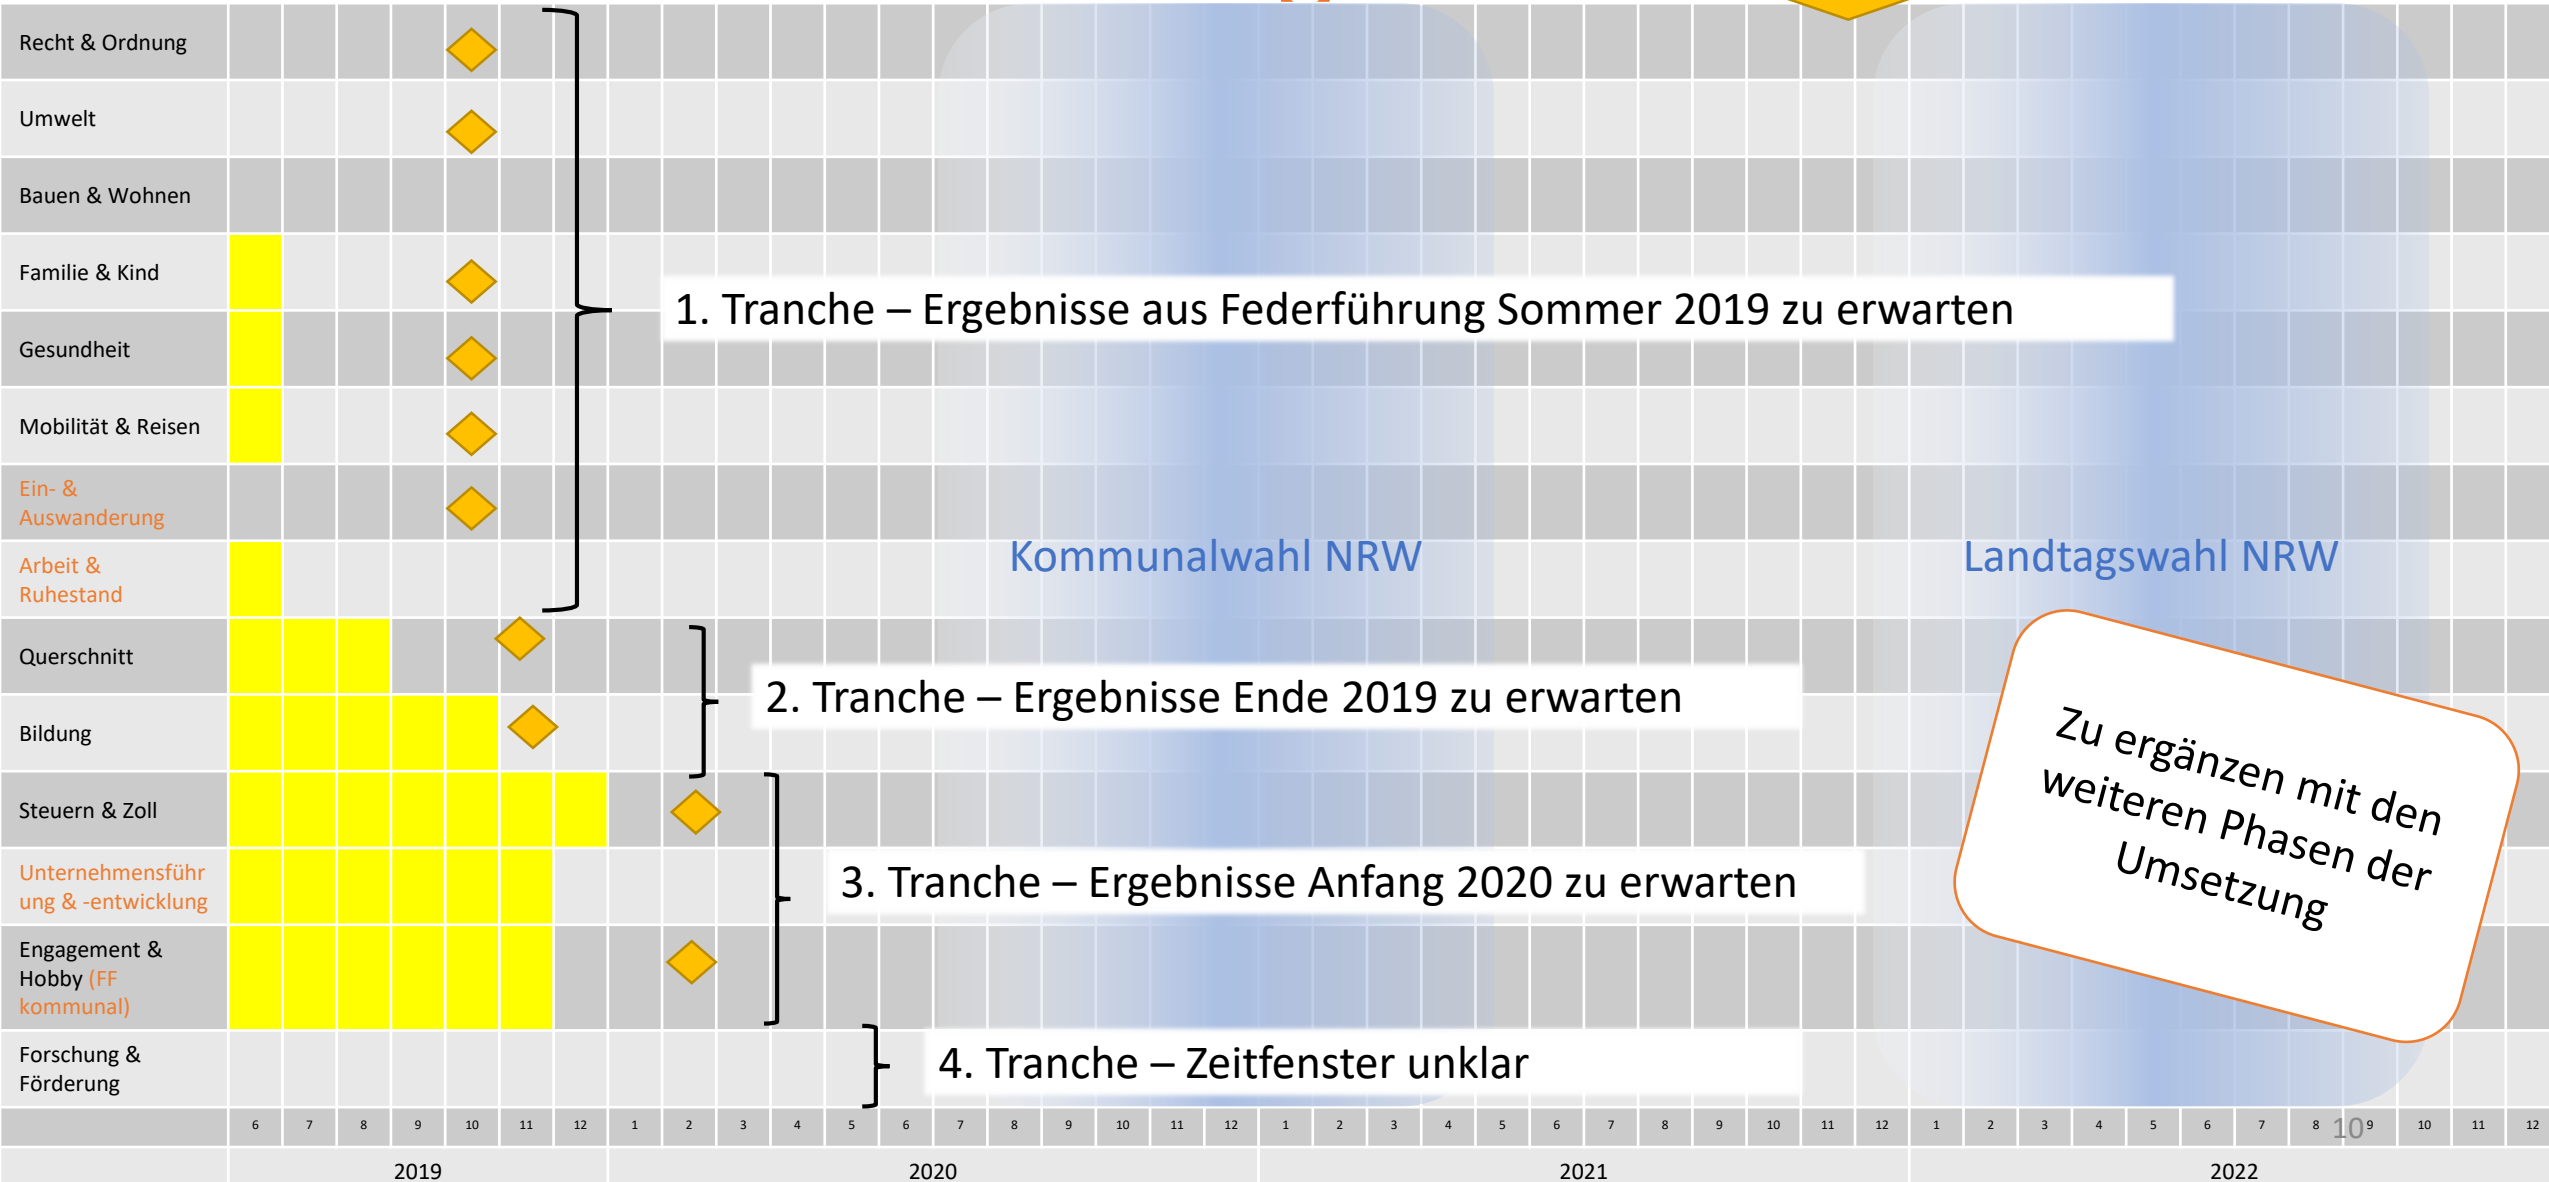 Recht & Ordnung
Umwelt
Bauen & Wohnen
Familie & Kind
1. Tranche – Ergebnisse aus Federführung Sommer 2019 zu erwarten
Gesundheit
Mobilität & Reisen
Ein- &
Auswanderung
Kommunalwahl NRW
Landtagswahl NRW
Arbeit &
Ruhestand
Querschnitt
2. Tranche – Ergebnisse Ende 2019 zu erwarten
Bildung
Zu ergänzen mit den
weiteren Phasen der
Umsetzung
Steuern & Zoll
Unternehmensführ
ung & -entwicklung
3. Tranche – Ergebnisse Anfang 2020 zu erwarten
Engagement &
Hobby (FF
kommunal)
Forschung &
Förderung
4. Tranche – Zeitfenster unklar
6 7 8 9 10 11 12 1 2 3 4 5 6 7 8 9 10 11 12 1 2 3 4 5 6 7 8 9 10 11 12 1 2 3 4 5 6 7 8 9 10 11 12
10
2019 2020 2021 2022